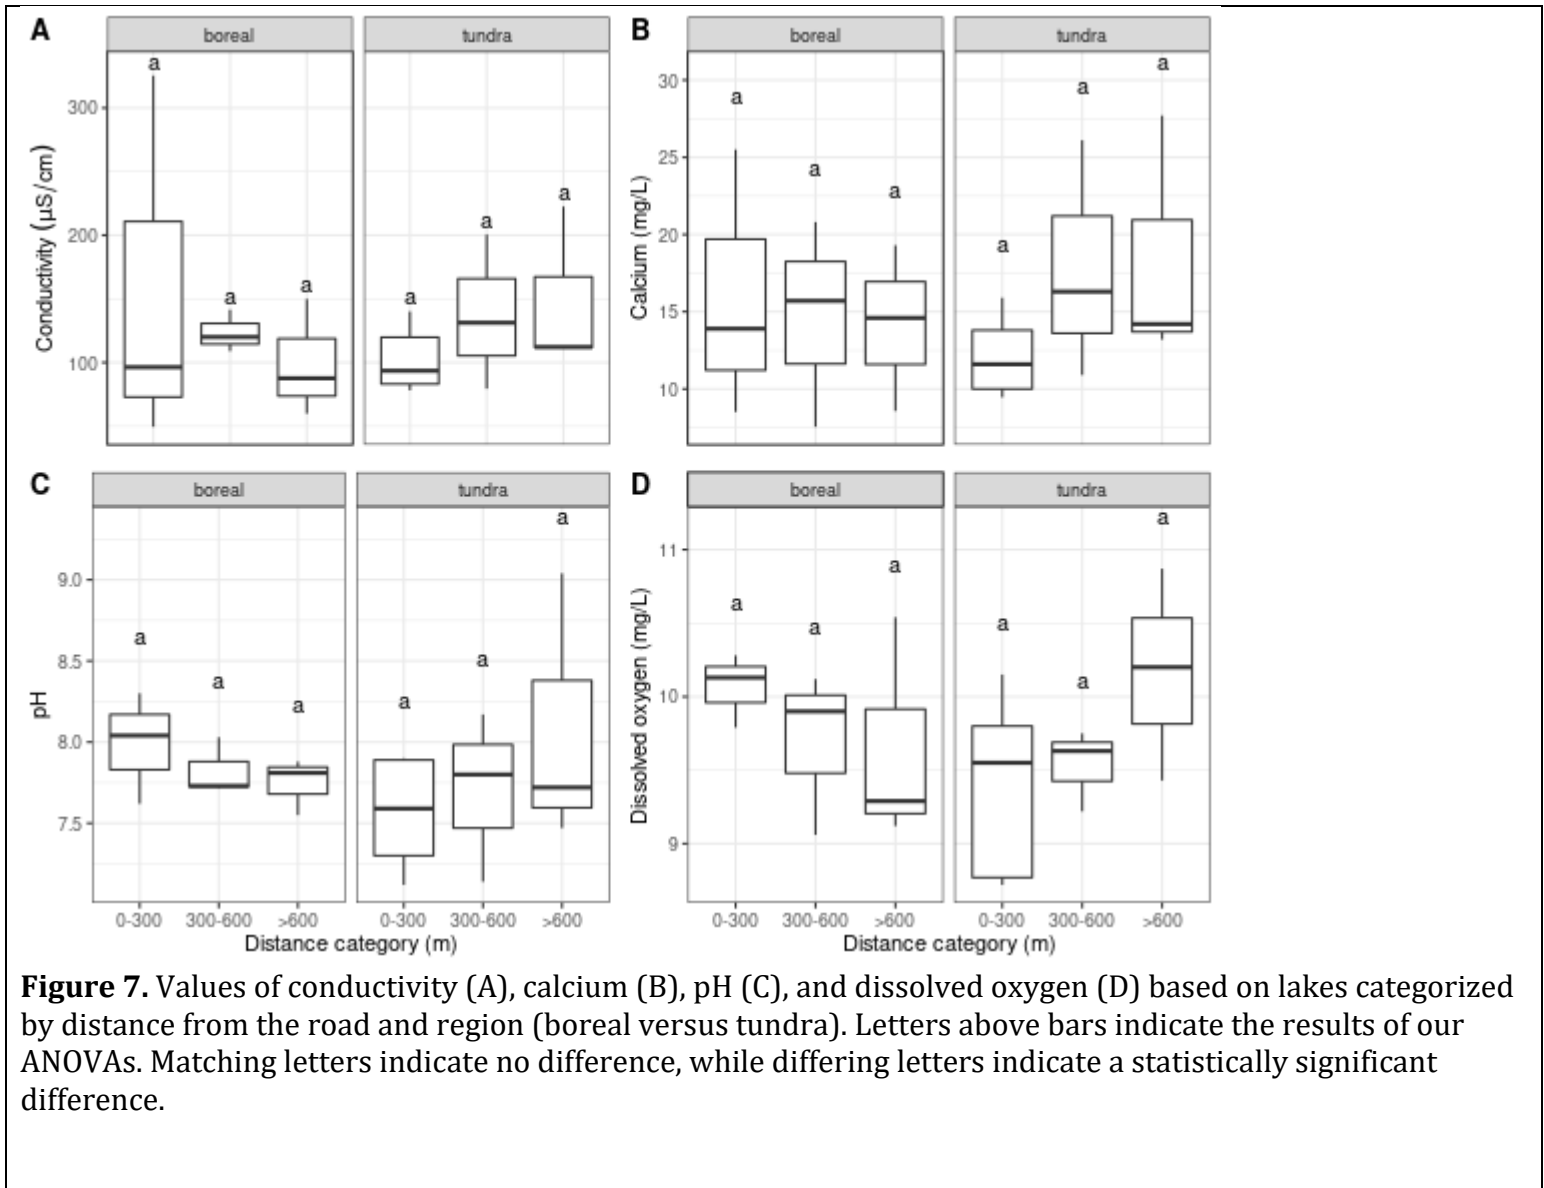 A
boreal
tundra
a
a
a
a
a
a
300
200
100
Conductivity (µS/cm)
B
boreal
tundra
a
a
a
a
a
a
30
25
20
15
10
Calcium (mg/L)
C
boreal
tundra
a
a
a
a
a
a
9.0
8.5
8.0
7.5
pH
0-300 300-600 >600
0-300 300-600 >600
Distance category (m)
D
boreal
tundra
a
a
a
a
a
a
11
10
9
Dissolved oxygen (mg/L)
0-300 300-600 >600
0-300 300-600 >600
Distance category (m)
Figure 7. Values of conductivity (A), calcium (B), pH (C), and dissolved oxygen (D) based on lakes categorized
by distance from the road and region (boreal versus tundra). Letters above bars indicate the results of our
ANOVAs. Matching letters indicate no difference, while differing letters indicate a statistically significant
difference.